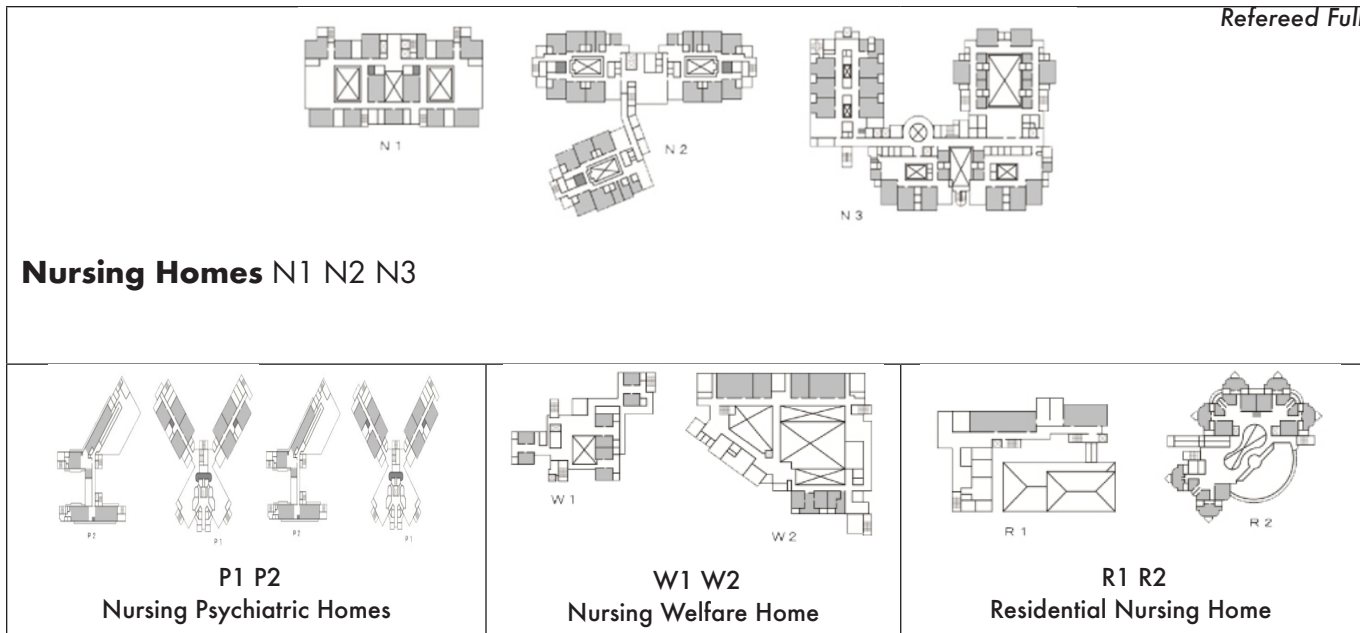 Refereed Full
N 1
N 2
N 3
Nursing Homes N1 N2 N3
P2
P1
P2
P1
P1 P2
Nursing Psychiatric Homes
W 1
W 2
W1 W2
Nursing Welfare Home
R 1
R 2
R1 R2
Residential Nursing Home